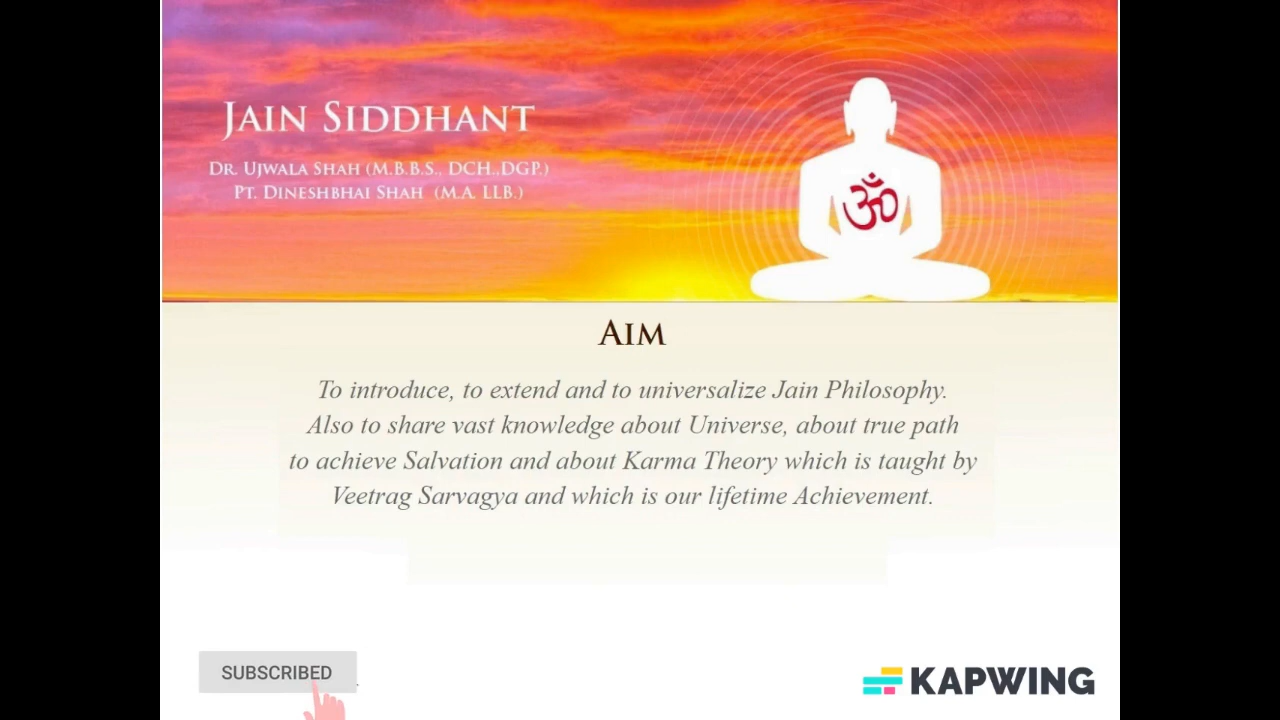 JAIN SIDDHANT
DR. UJWALA SHAH (M.B.B.S., DCH.,DGP.)
PT. DINESHBHAI SHAH (M.A. LLB.)
ॐ
AIM
To introduce, to extend and to universalize Jain Philosophy.
Also to share vast knowledge about Universe, about true path
to achieve Salvation and about Karma Theory which is taught by
Veetrag Sarvagya and which is our lifetime Achievement.
SUBSCRIBED
KAPWING